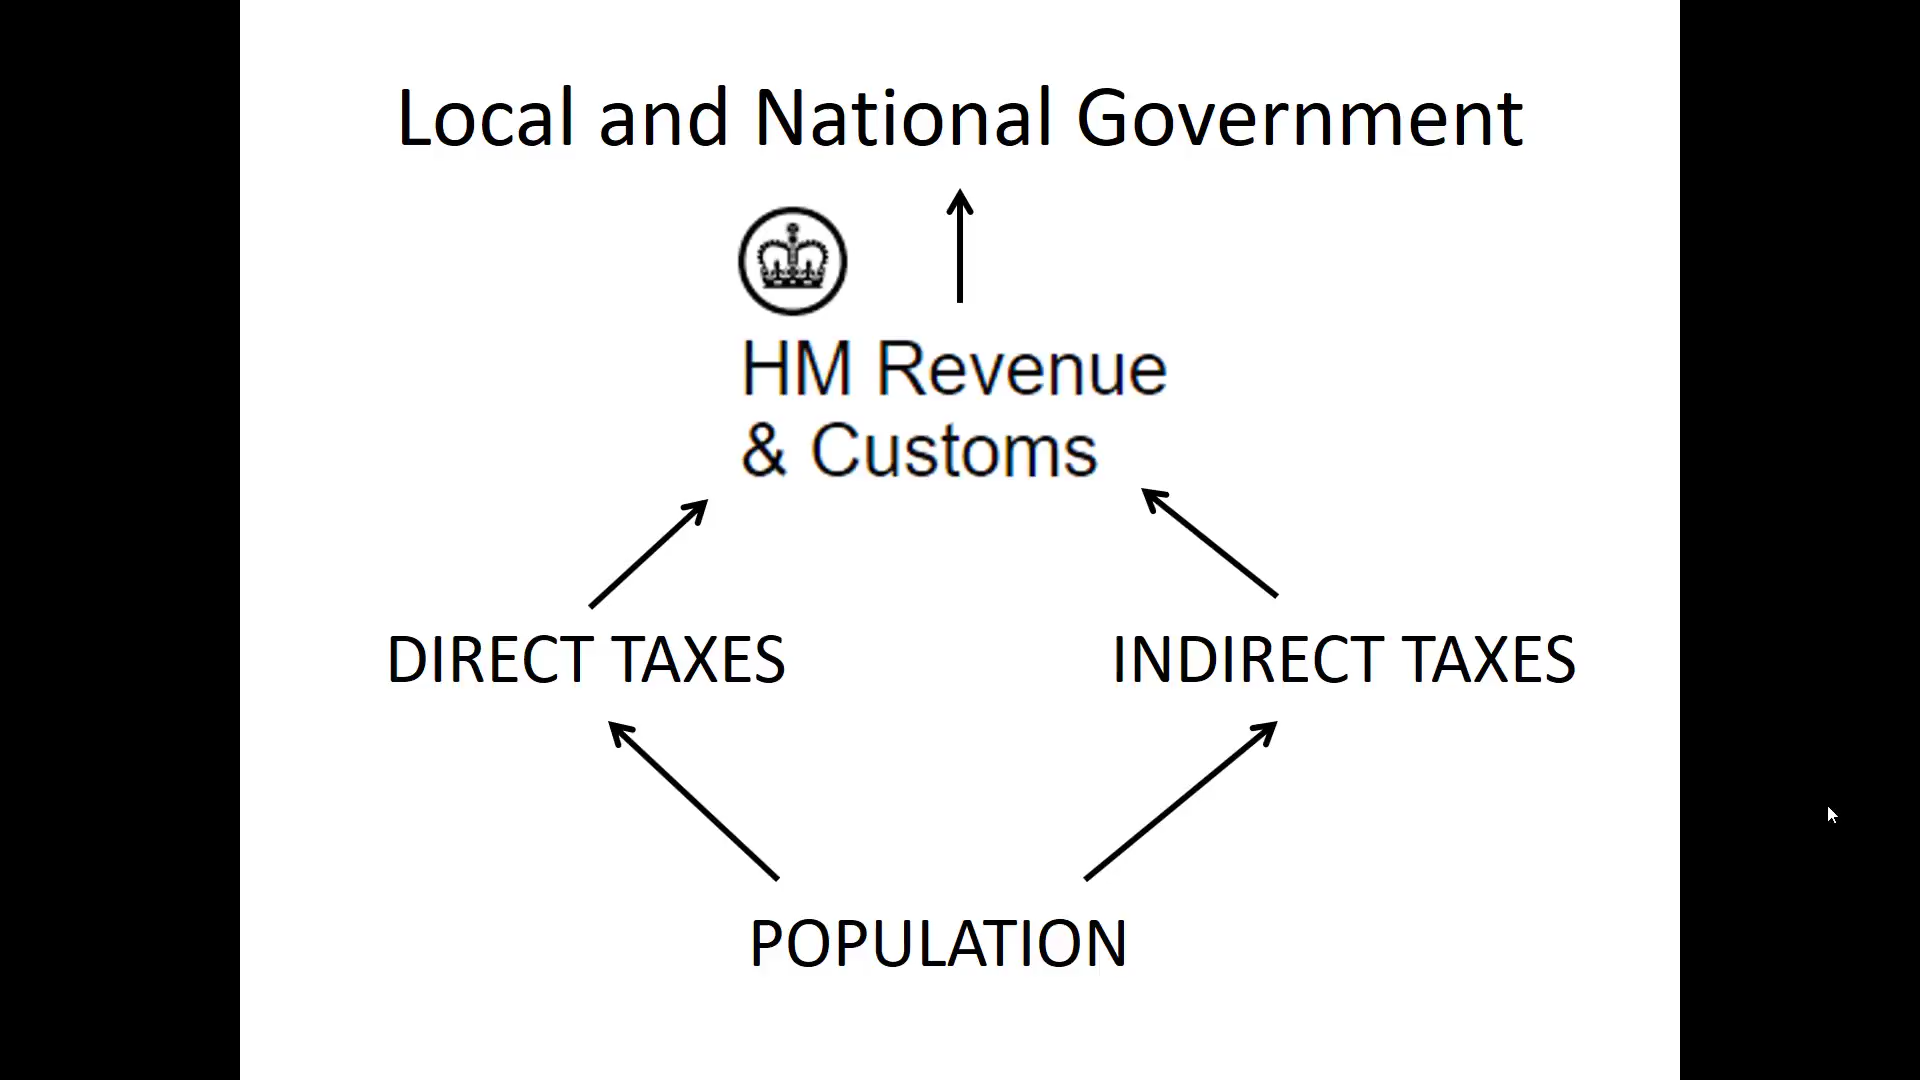 Local and National Government
HM Revenue
& Customs
DIRECT TAXES
INDIRECT TAXES
POPULATION